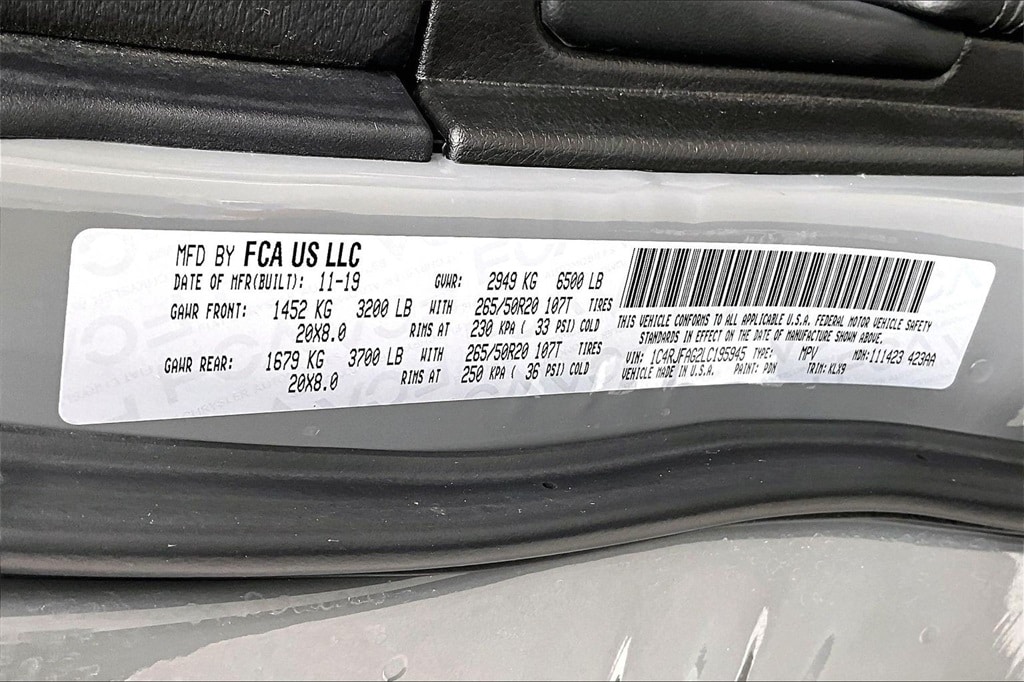 MFD BY FCA US LLC
DATE OF MFR(BUILT): 11-19 GVWR: 2949 KG 6500 LB
GAWR FRONT: 1452 KG 3200 LB WITH 265/50R20 107T TIRES
20X8.0 RIMS AT 230 KPA ( 33 PSI) COLD
GAWR REAR: 1679 KG 3700 LB WITH 265/50R20 107T TIRES
20X8.0 RIMS AT 250 KPA ( 36 PSI) COLD
THIS VEHICLE CONFORMS TO ALL APPLICABLE U.S.A. FEDERAL MOTOR VEHICLE SAFETY
STANDARDS IN EFFECT ON THE DATE OF MANUFACTURE SHOWN ABOVE.
VIN: 1C4RJFAG2LC195945 TYPE: MPV MDH:111423 423AA
VEHICLE MADE IN U.S.A. PAINT: PDN TRIM: KLX9